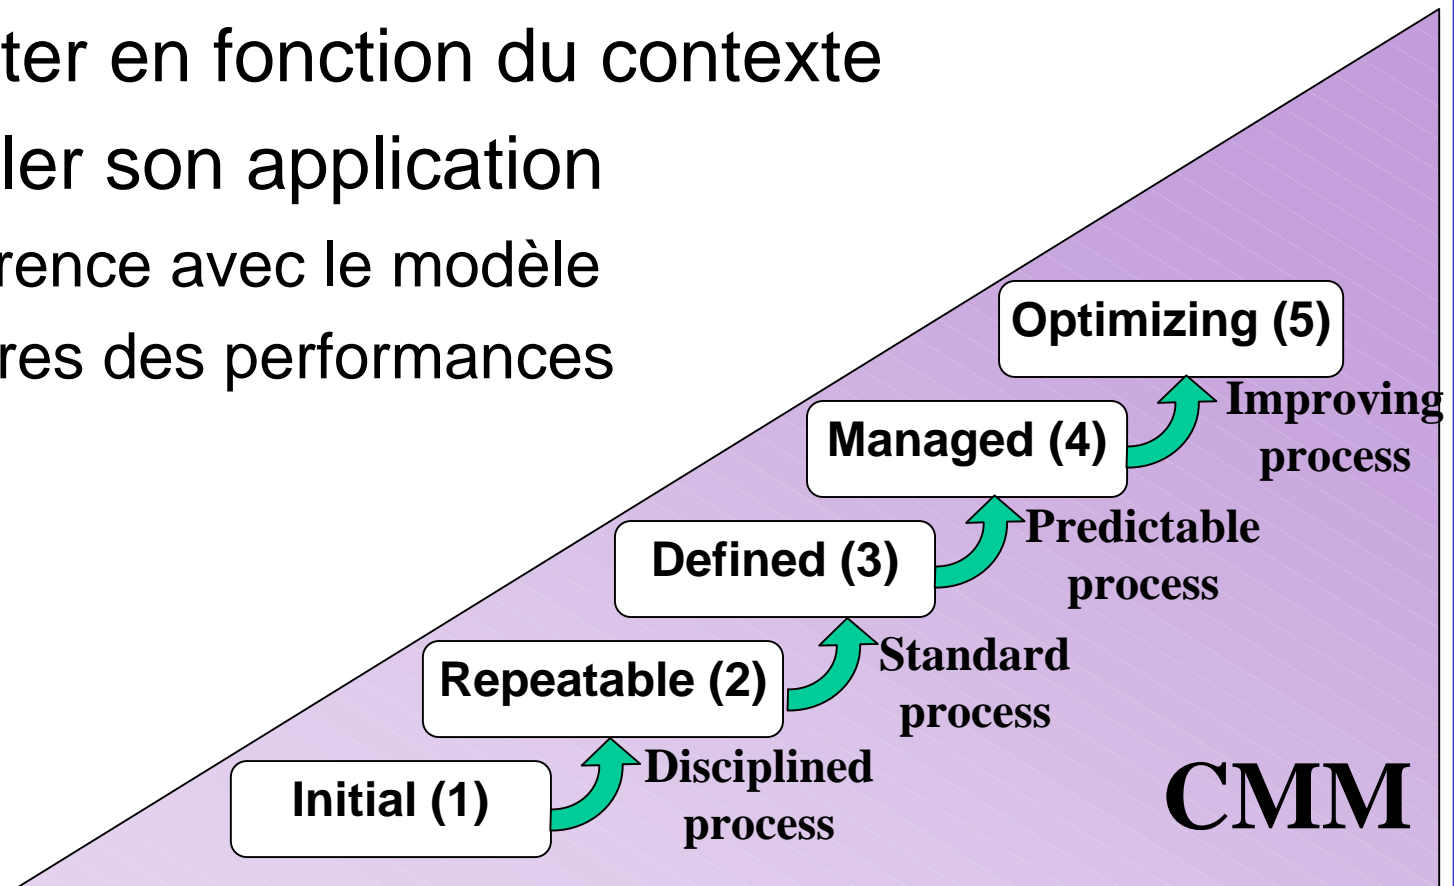 ter en fonction du contexte
ler son application
rence avec le modèle
res des performances
Optimizing (5)
Improving
process
Managed (4)
Predictable
process
Defined (3)
Standard
process
Repeatable (2)
Disciplined
process
Initial (1)
CMM